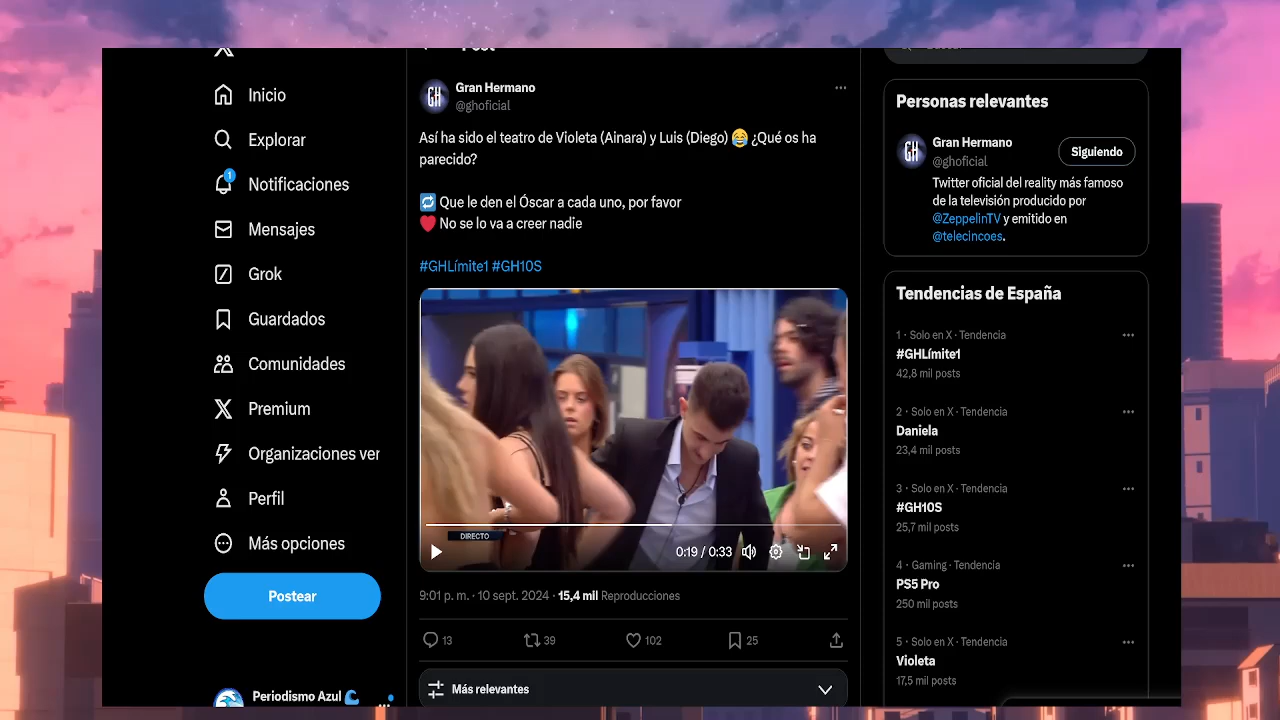 Inicio
Explorar
1
Notificaciones
Mensajes
Grok
Guardados
Comunidades
Premium
Organizaciones ver
Perfil
Más opciones
Postear
Periodismo Azul
Post
GH
Gran Hermano
@ghoficial
Así ha sido el teatro de Violeta (Ainara) y Luis (Diego) 😂 ¿Qué os ha
parecido?
🔁 Que le den el Óscar a cada uno, por favor
❤️ No se lo va a creer nadie
#GHLímite1 #GH10S
DIRECTO
0:19 / 0:33
9:01 p. m. · 10 sept. 2024 · 15,4 mil Reproducciones
13
39
102
25
Más relevantes
Personas relevantes
GH
Gran Hermano
@ghoficial
Siguiendo
Twitter oficial del reality más famoso
de la televisión producido por
@ZeppelinTV y emitido en
@telecincoes.
Tendencias de España
1 · Solo en X · Tendencia
#GHLímite1
42,8 mil posts
2 · Solo en X · Tendencia
Daniela
23,4 mil posts
3 · Solo en X · Tendencia
#GH10S
25,7 mil posts
4 · Gaming · Tendencia
PS5 Pro
250 mil posts
5 · Solo en X · Tendencia
Violeta
17,5 mil posts